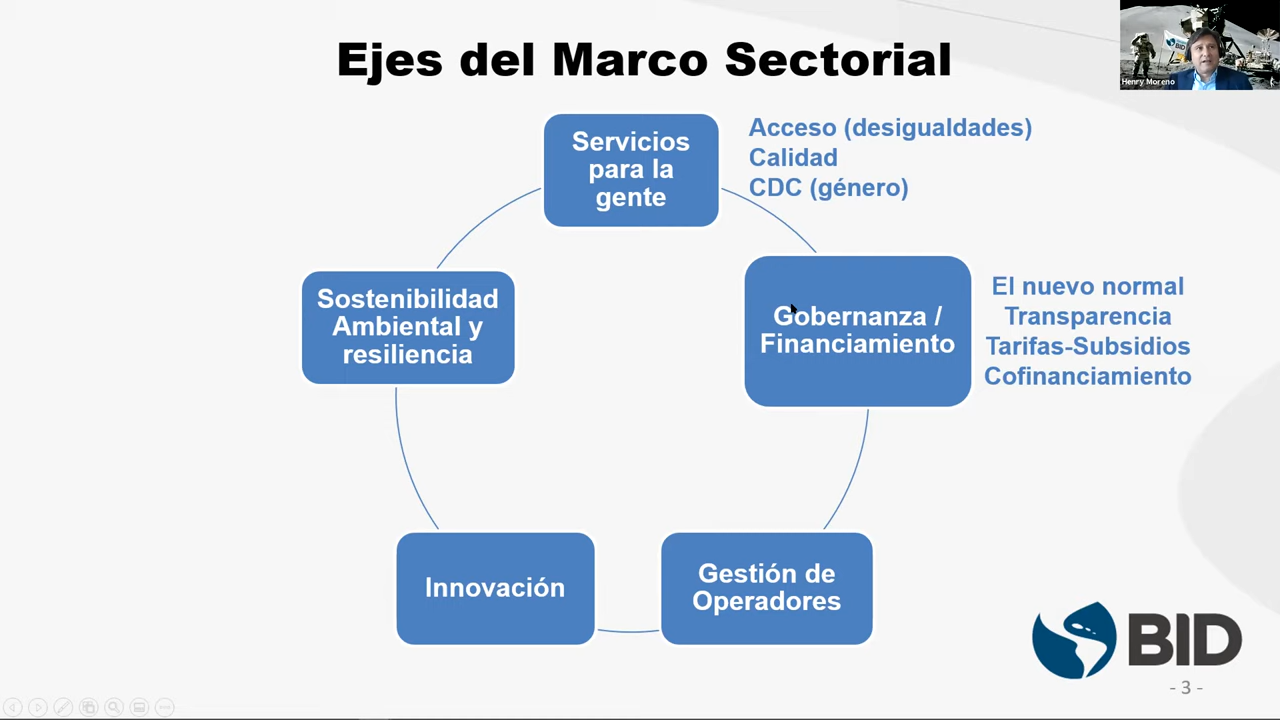 Ejes del Marco Sectorial
BID
Henry Moreno
Servicios
para la
gente
Acceso (desigualdades)
Calidad
CDC (género)
Gobernanza /
Financiamiento
El nuevo normal
Transparencia
Tarifas-Subsidios
Cofinanciamiento
Sostenibilidad
Ambiental y
resiliencia
Innovación
Gestión de
Operadores
BID
- 3 -